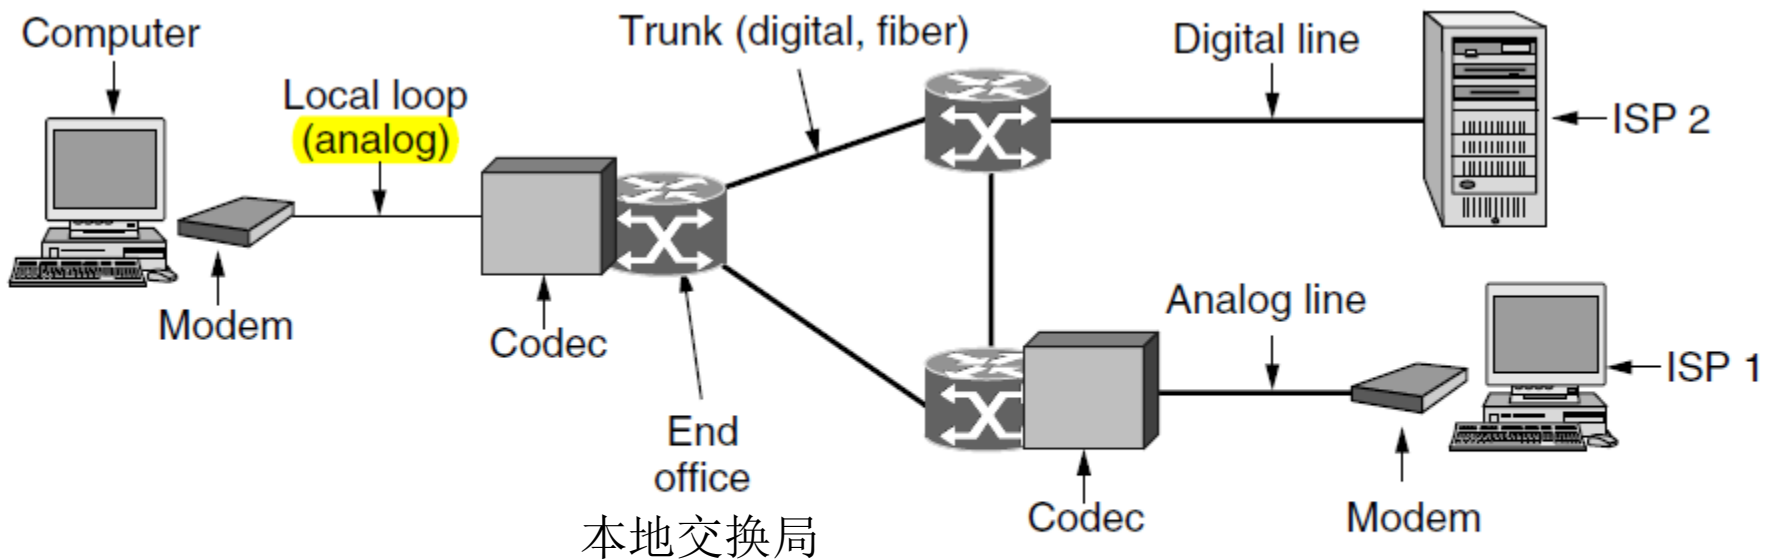 Computer
Trunk (digital, fiber)
Digital line
Local loop
(analog)
ISP 2
Modem
Codec
Analog line
ISP 1
End
office
本地交换局
Codec
Modem